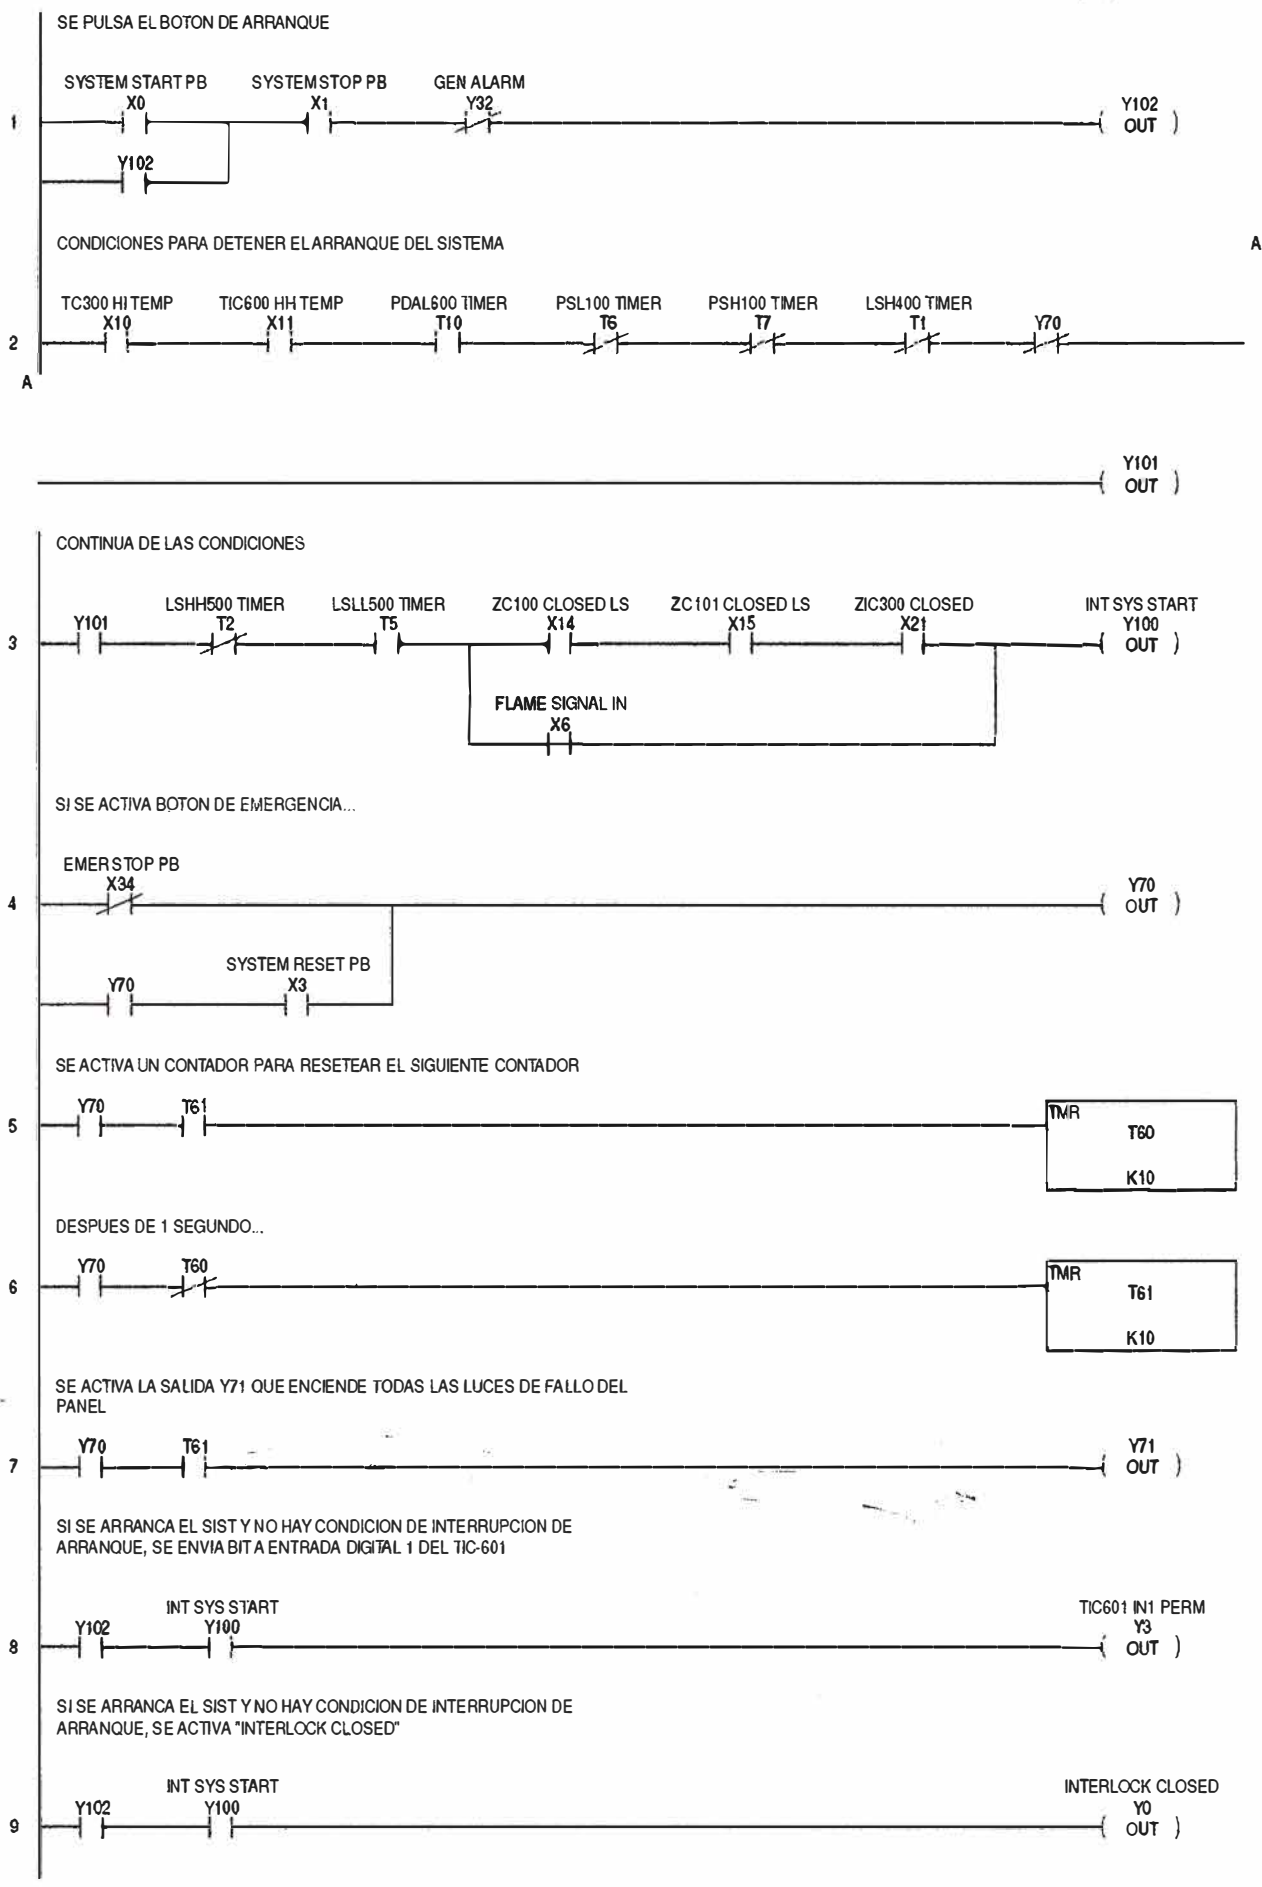 SE PULSA EL BOTON DE ARRANQUE
SYSTEM START PB SYSTEM STOP PB GEN ALARM
X0 X1 Y32 Y102
1 OUT
Y102
CONDICIONES PARA DETENER EL ARRANQUE DEL SISTEMA A
TC300 HI TEMP TIC600 HH TEMP PDAL600 TIMER PSL100 TIMER PSH100 TIMER LSH400 TIMER
X10 X11 T10 T6 T7 T1 Y70
2
A
Y101
OUT
CONTINUA DE LAS CONDICIONES
LSHH500 TIMER LSLL500 TIMER ZC100 CLOSED LS ZC101 CLOSED LS ZIC300 CLOSED INT SYS START
Y101 T2 T5 X14 X15 X21 Y100
3 OUT
FLAME SIGNAL IN
X6
SI SE ACTIVA BOTON DE EMERGENCIA...
EMER STOP PB
X34 Y70
4 OUT
SYSTEM RESET PB
Y70 X3
SE ACTIVA UN CONTADOR PARA RESETEAR EL SIGUIENTE CONTADOR
Y70 T61 TMR
5 T60
K10
DESPUES DE 1 SEGUNDO...
Y70 T60 TMR
6 T61
K10
SE ACTIVA LA SALIDA Y71 QUE ENCIENDE TODAS LAS LUCES DE FALLO DEL
PANEL
Y70 T61 Y71
7 OUT
SI SE ARRANCA EL SIST Y NO HAY CONDICION DE INTERRUPCION DE
ARRANQUE, SE ENVIA BIT A ENTRADA DIGITAL 1 DEL TIC-601
INT SYS START TIC601 IN1 PERM
Y102 Y100 Y3
8 OUT
SI SE ARRANCA EL SIST Y NO HAY CONDICION DE INTERRUPCION DE
ARRANQUE, SE ACTIVA "INTERLOCK CLOSED"
INT SYS START INTERLOCK CLOSED
Y102 Y100 Y0
9 OUT